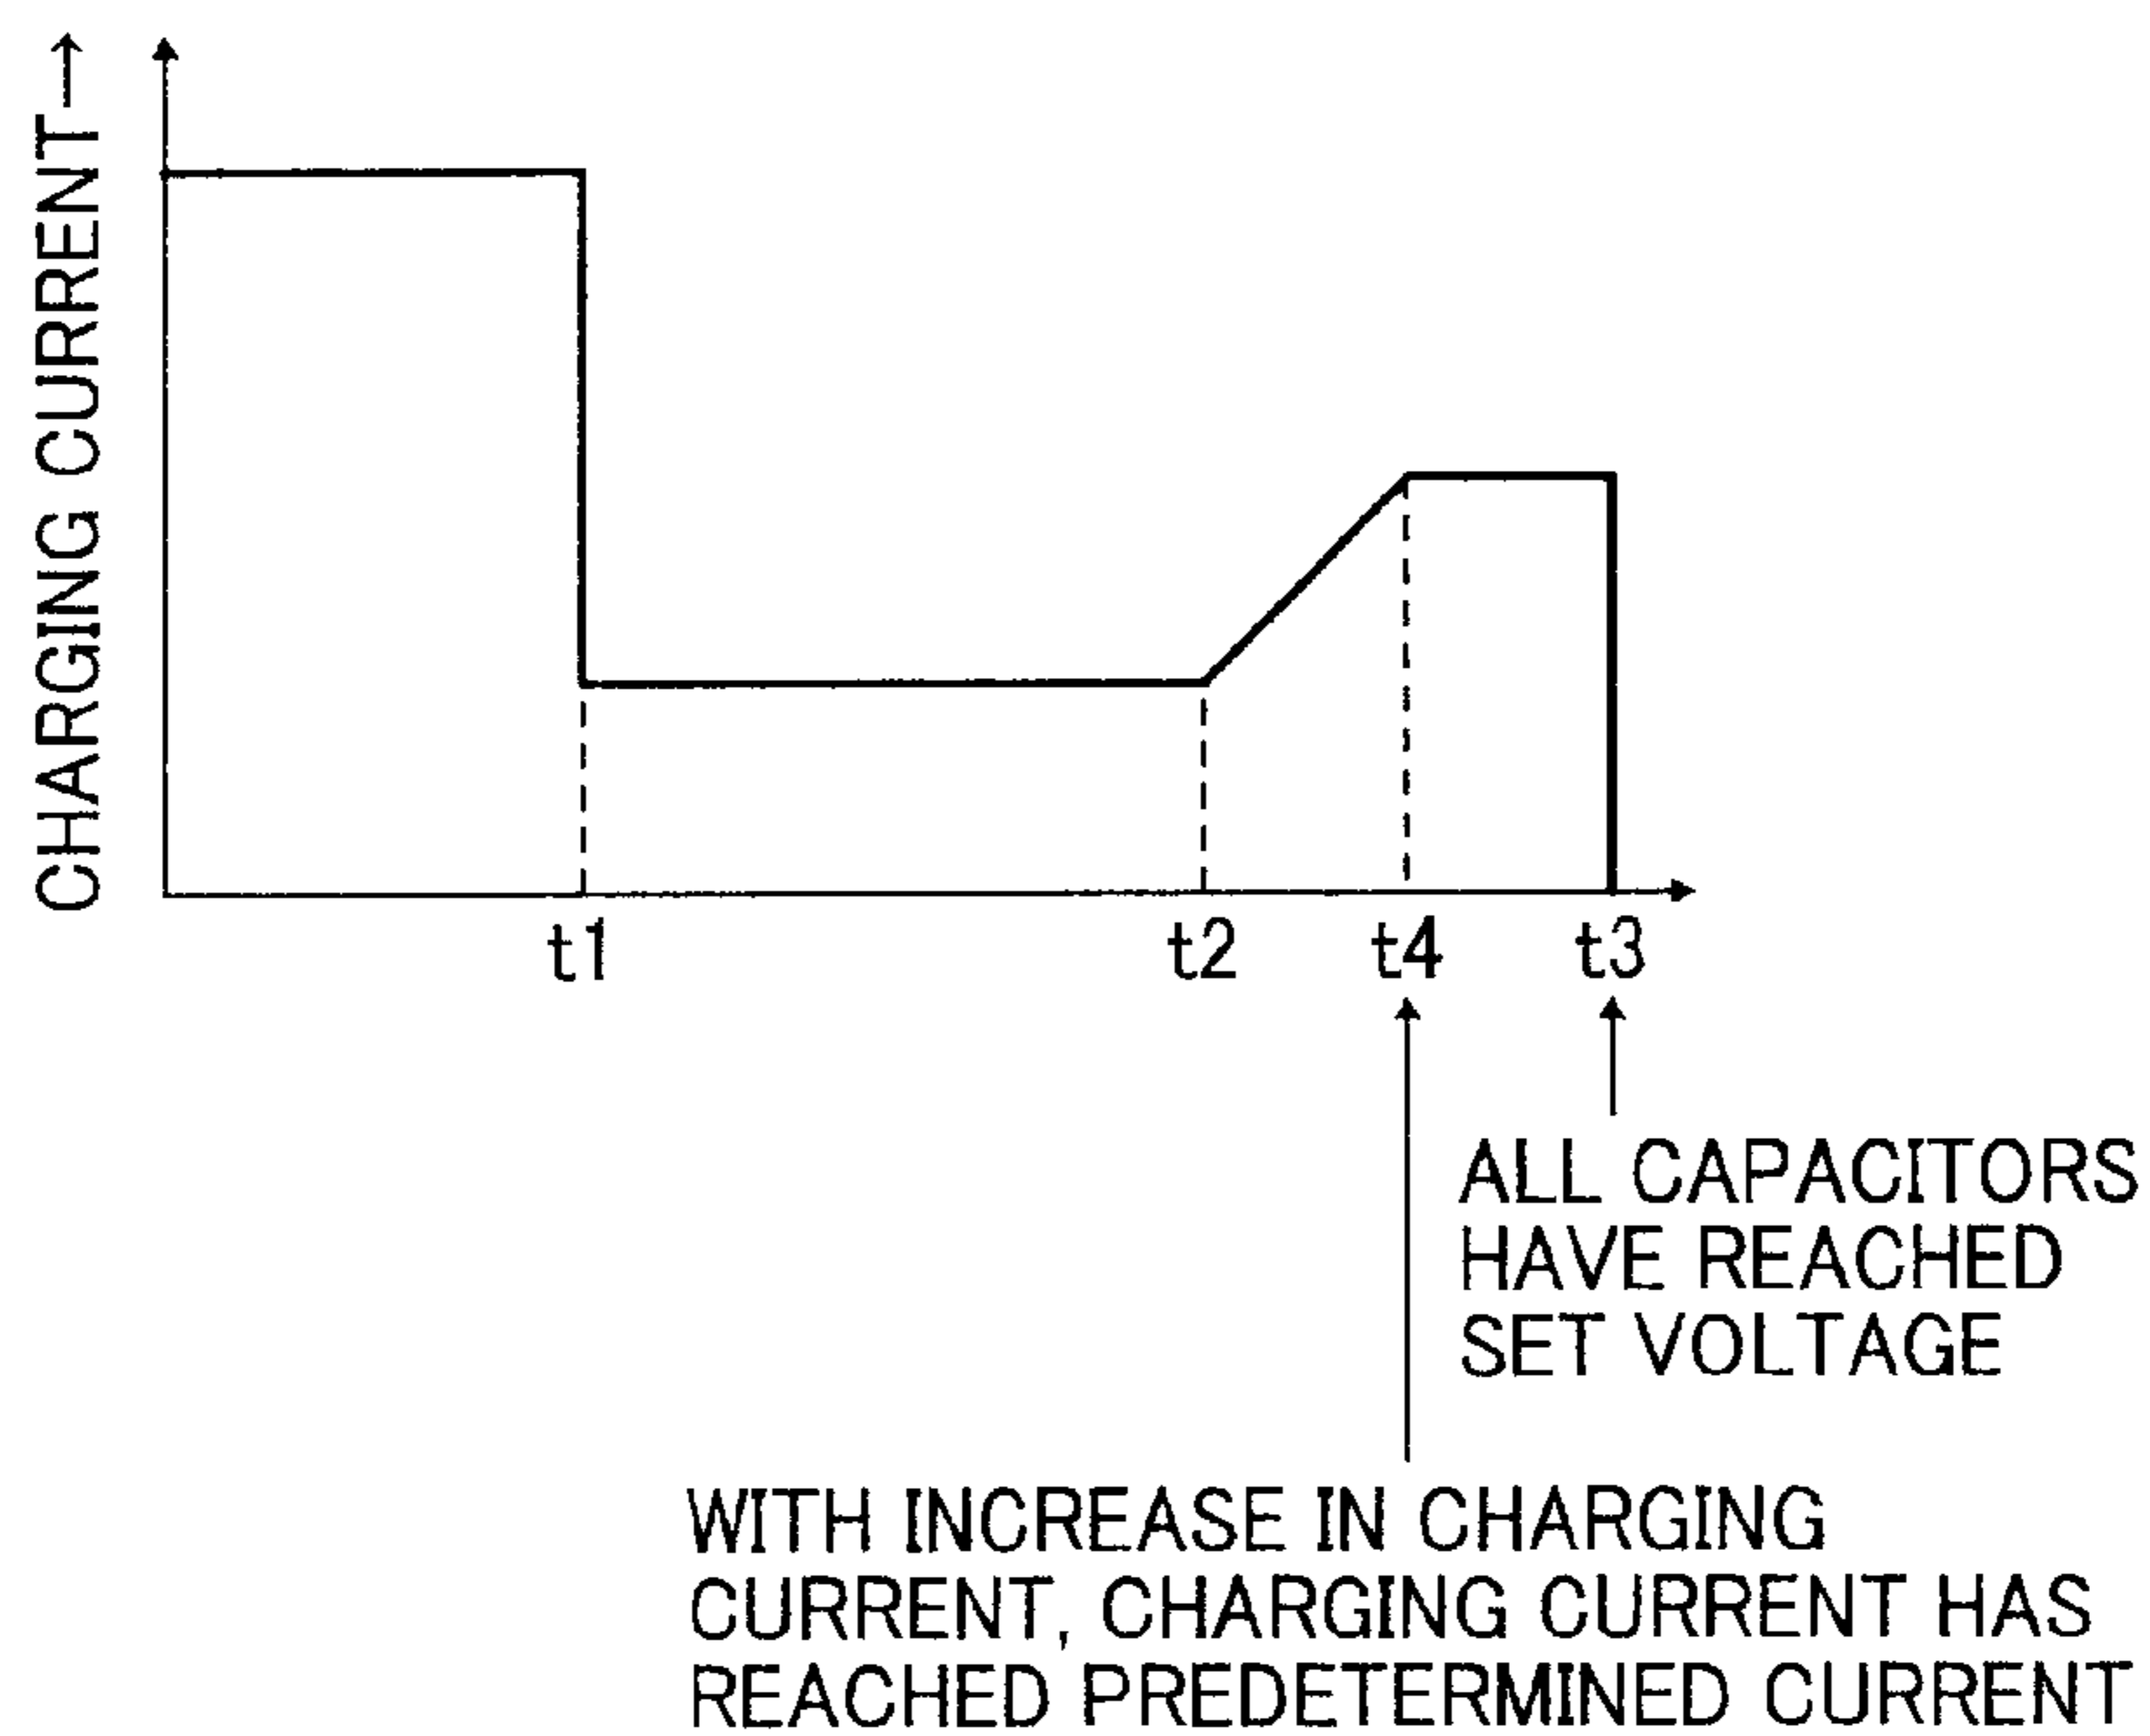 CHARGING CURRENT→
t1 t2 t4 t3
ALL CAPACITORS
HAVE REACHED
SET VOLTAGE
WITH INCREASE IN CHARGING
CURRENT, CHARGING CURRENT HAS
REACHED PREDETERMINED CURRENT